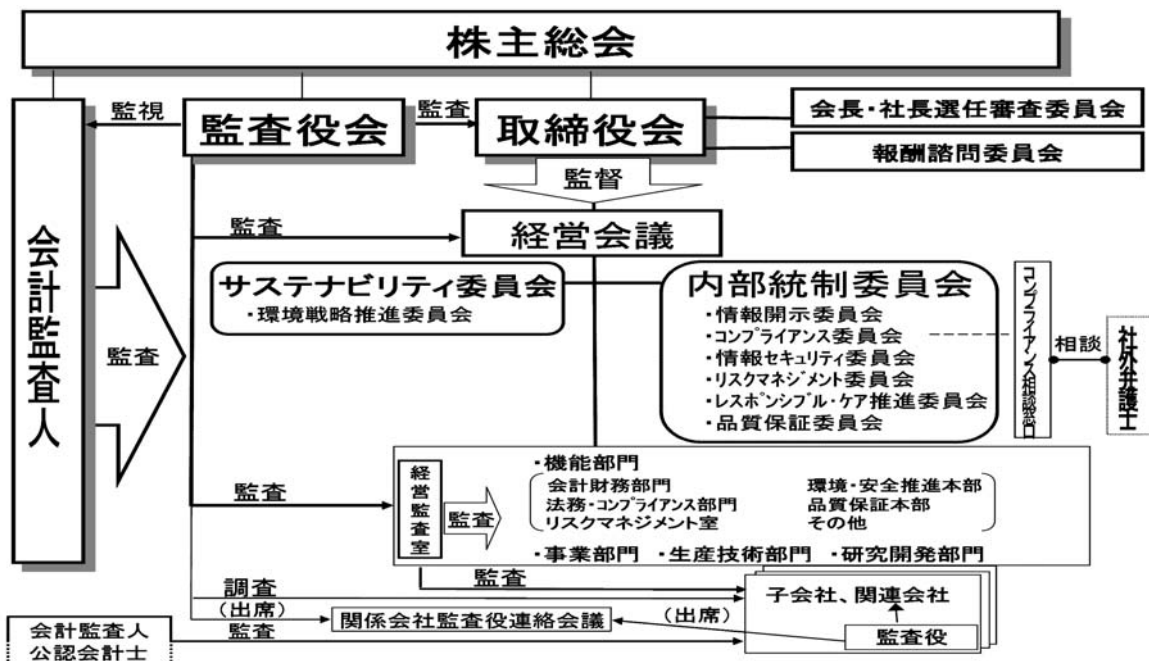 株主総会
監視
監査役会
監査
取締役会
会長・社長選任審査委員会
報酬諮問委員会
監督
会計監査人
監査
監査
経営会議
サステナビリティ委員会
・環境戦略推進委員会
内部統制委員会
・情報開示委員会
・コンプライアンス委員会
・情報セキュリティ委員会
・リスクマネジメント委員会
・レスポンシブル・ケア推進委員会
・品質保証委員会
コンプライアンス相談窓口
相談
社外弁護士
監査
経営監査室
監査
・機能部門
会計財務部門
法務・コンプライアンス部門
リスクマネジメント室
環境・安全推進本部
品質保証本部
その他
・事業部門 ・生産技術部門 ・研究開発部門
監査
調査
(出席)
関係会社監査役連絡会議
(出席)
子会社、関連会社
監査役
監査
会計監査人
公認会計士